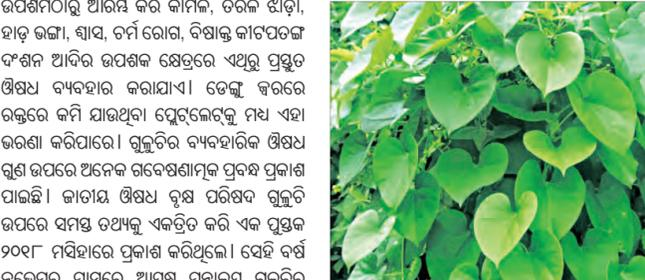 ଉପଶମଠାରୁ ଆରମ୍ଭ କରି କାମଳ, ତରଳ ଝାଡ଼ା,
ହାଡ଼ ଭଙ୍ଗା, ଶ୍ୱାସ, ଚର୍ମ ରୋଗ, ବିଷାକ୍ତ କୀଟପତଙ୍ଗ
ଦଂଶନ ଆଦିର ଉପଶକ କ୍ଷେତ୍ରରେ ଏଥିରୁ ପ୍ରସ୍ତୁତ
ଔଷଧ ବ୍ୟବହାର କରାଯାଏ। ଡେଙ୍ଗୁ ଜ୍ୱରରେ
ରକ୍ତରେ କମି ଯାଉଥିବା ପ୍ଲେଟ୍‌ଲେଟ୍‌କୁ ମଧ୍ୟ ଏହା
ଭରଣା କରିପାରେ। ଗୁଳୁଚିର ବ୍ୟବହାରିକ ଔଷଧ
ଗୁଣ ଉପରେ ଅନେକ ଗବେଷଣାତ୍ମକ ପ୍ରବନ୍ଧ ପ୍ରକାଶ
ପାଇଛି। ଜାତୀୟ ଔଷଧ ବୃକ୍ଷ ପରିଷଦ ଗୁଳୁଚି
ଉପରେ ସମସ୍ତ ତଥ୍ୟକୁ ଏକତ୍ରିତ କରି ଏକ ପୁସ୍ତକ
୨୦୧୮ ମସିହାରେ ପ୍ରକାଶ କରିଥିଲେ। ସେହି ବର୍ଷ